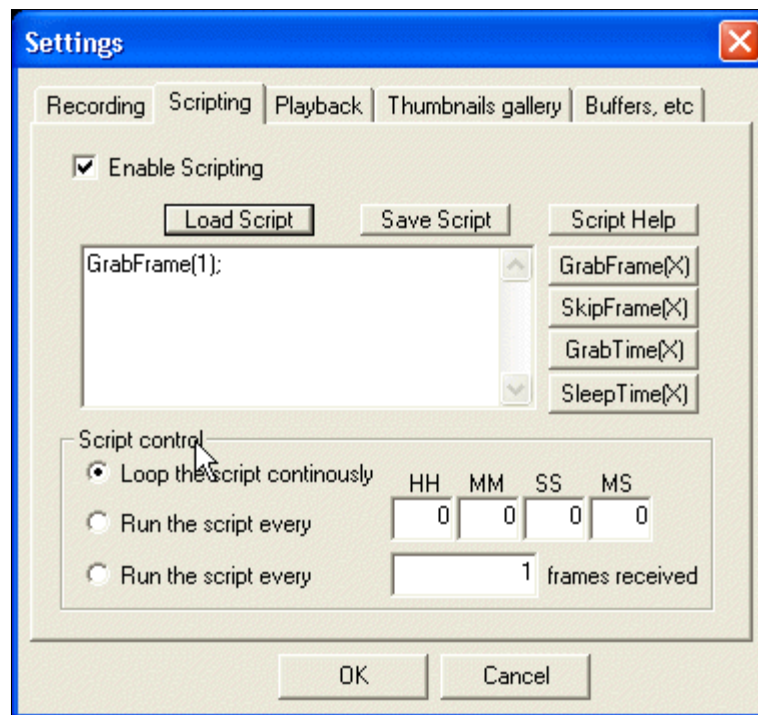 Settings
Recording Scripting Playback Thumbnails gallery Buffers, etc
Enable Scripting
Load Script Save Script Script Help
GrabFrame(1);
GrabFrame(X)
SkipFrame(X)
GrabTime(X)
SleepTime(X)
Script control
Loop the script continously
HH MM SS MS
Run the script every 0 0 0 0
Run the script every 1 frames received
OK Cancel